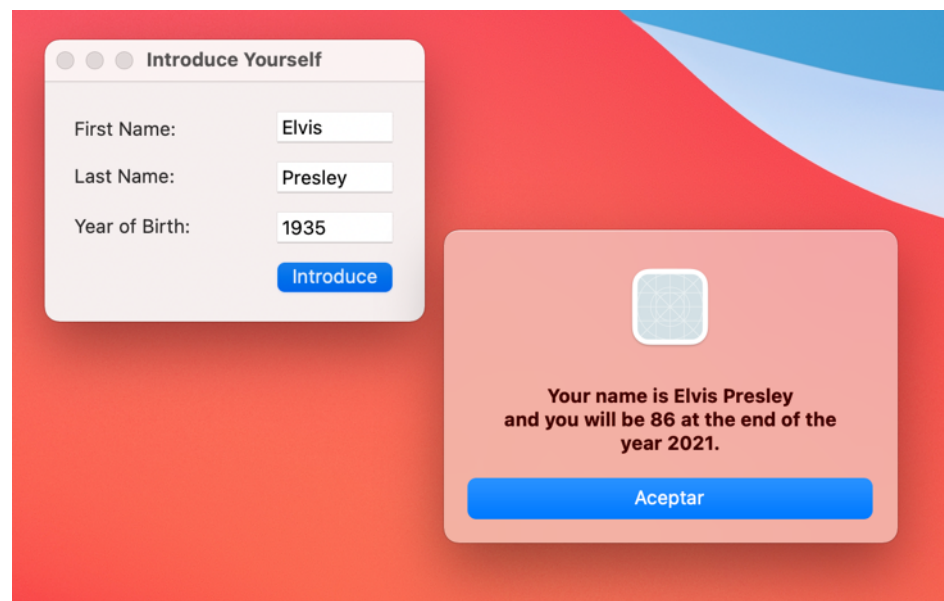 Introduce Yourself
First Name:
Elvis
Last Name:
Presley
Year of Birth:
1935
Introduce
Your name is Elvis Presley
and you will be 86 at the end of the
year 2021.
Aceptar